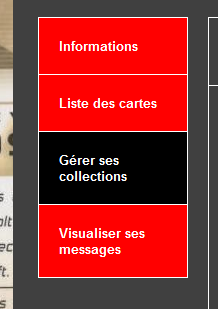 Informations
Liste des cartes
Gérer ses
collections
Visualiser ses
messages